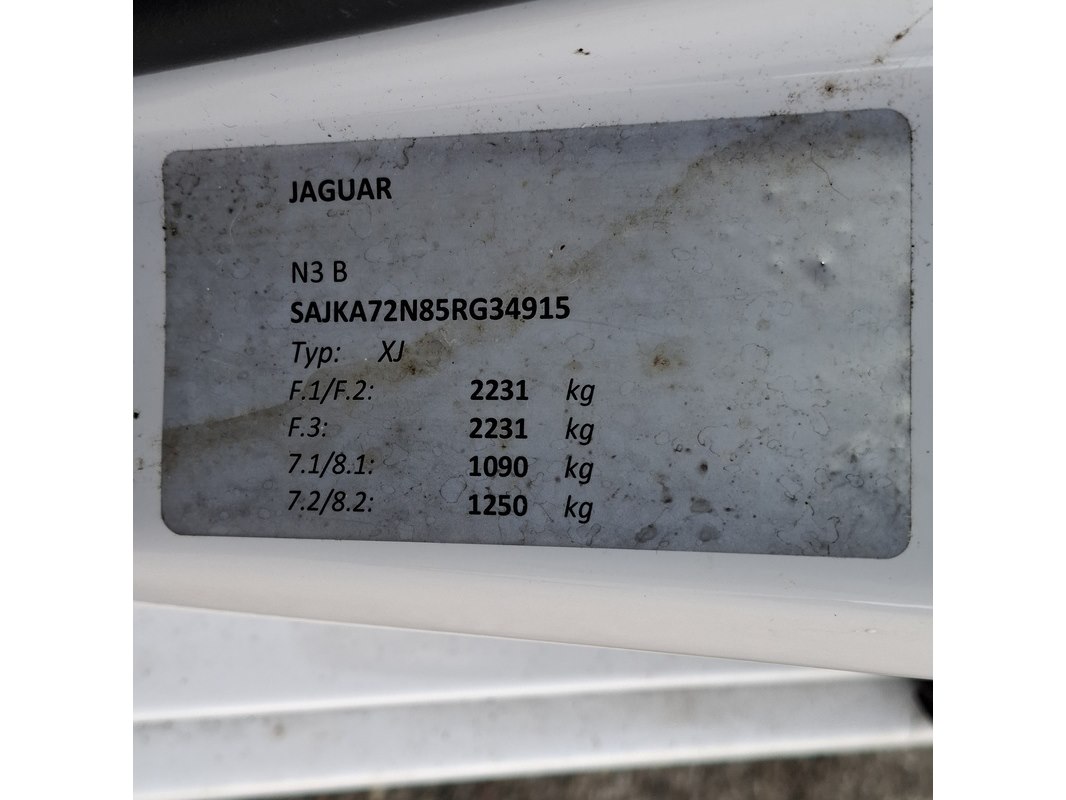 JAGUAR
N3 B
SAJKA72N85RG34915
Typ: XJ
F.1/F.2: 2231 kg
F.3: 2231 kg
7.1/8.1: 1090 kg
7.2/8.2: 1250 kg